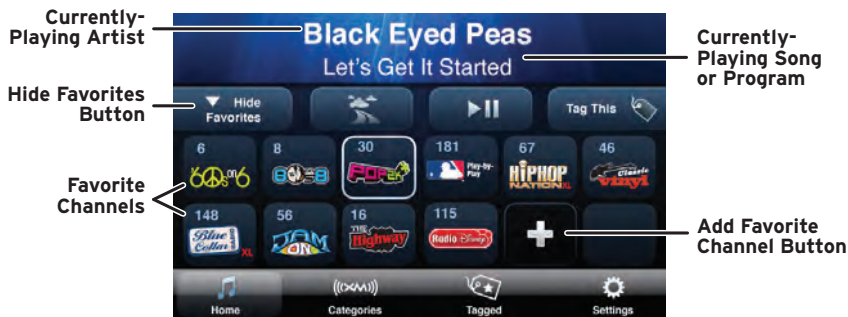 Currently-
Playing Artist
Black Eyed Peas
Let's Get It Started
Currently-
Playing Song
or Program
Hide Favorites
Button
Hide
Favorites
Tag This
Favorite
Channels
6
60s on 6
8
80s on 8
30
POP2K
181
Play-by-
Play
67
HIPHOP
NATION XL
46
Classic
Vinyl
148
Blue
Collar
RADIO
XL
56
JAM
ON
16
THE
Highway
115
Radio Disney
Add Favorite
Channel Button
Home
((XM))
Categories
Tagged
Settings